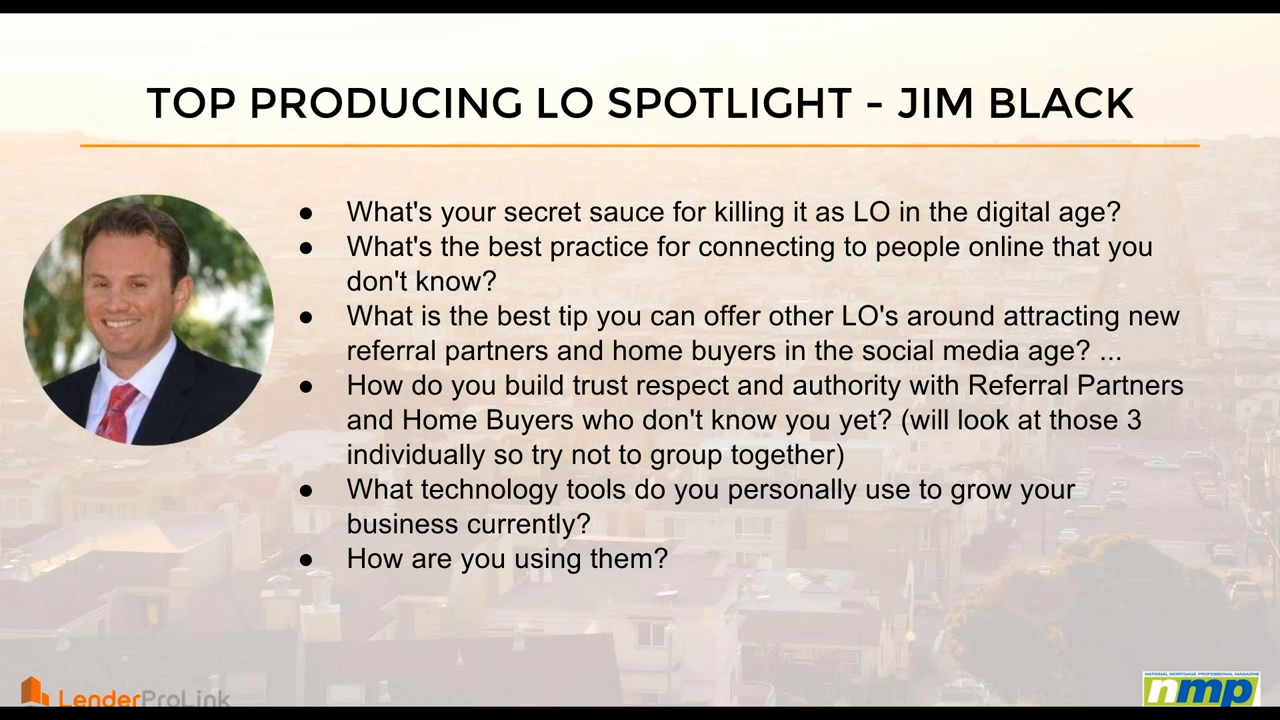 TOP PRODUCING LO SPOTLIGHT - JIM BLACK
● What's your secret sauce for killing it as LO in the digital age?
● What's the best practice for connecting to people online that you
don't know?
● What is the best tip you can offer other LO's around attracting new
referral partners and home buyers in the social media age? ...
● How do you build trust respect and authority with Referral Partners
and Home Buyers who don't know you yet? (will look at those 3
individually so try not to group together)
● What technology tools do you personally use to grow your
business currently?
● How are you using them?
LenderProLink
NATIONAL MORTGAGE PROFESSIONAL MAGAZINE
nmp